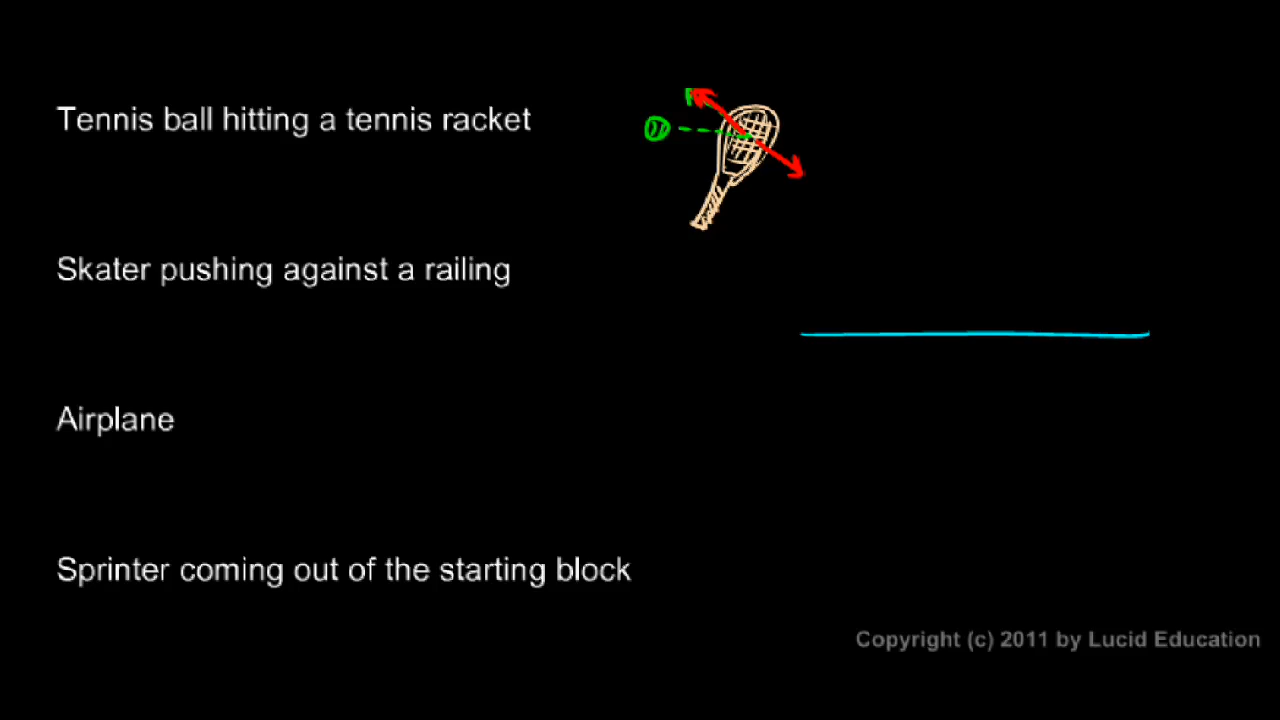 Tennis ball hitting a tennis racket
Skater pushing against a railing
Airplane
Sprinter coming out of the starting block
Copyright (c) 2011 by Lucid Education